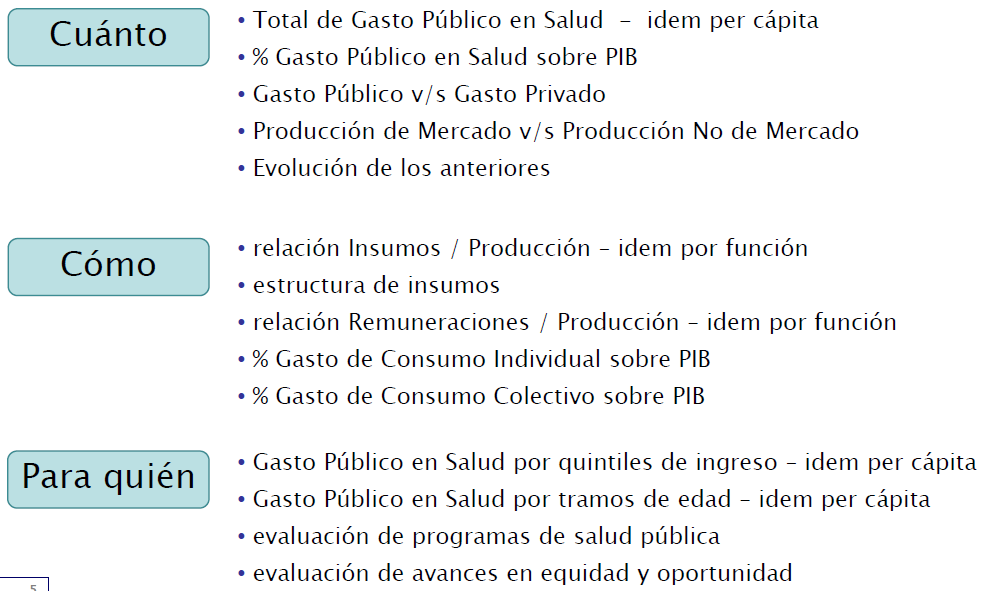 Cuánto
• Total de Gasto Público en Salud – idem per cápita
• % Gasto Público en Salud sobre PIB
• Gasto Público v/s Gasto Privado
• Producción de Mercado v/s Producción No de Mercado
• Evolución de los anteriores
Cómo
• relación Insumos / Producción – idem por función
• estructura de insumos
• relación Remuneraciones / Producción – idem por función
• % Gasto de Consumo Individual sobre PIB
• % Gasto de Consumo Colectivo sobre PIB
Para quién
• Gasto Público en Salud por quintiles de ingreso – idem per cápita
• Gasto Público en Salud por tramos de edad – idem per cápita
• evaluación de programas de salud pública
• evaluación de avances en equidad y oportunidad
5